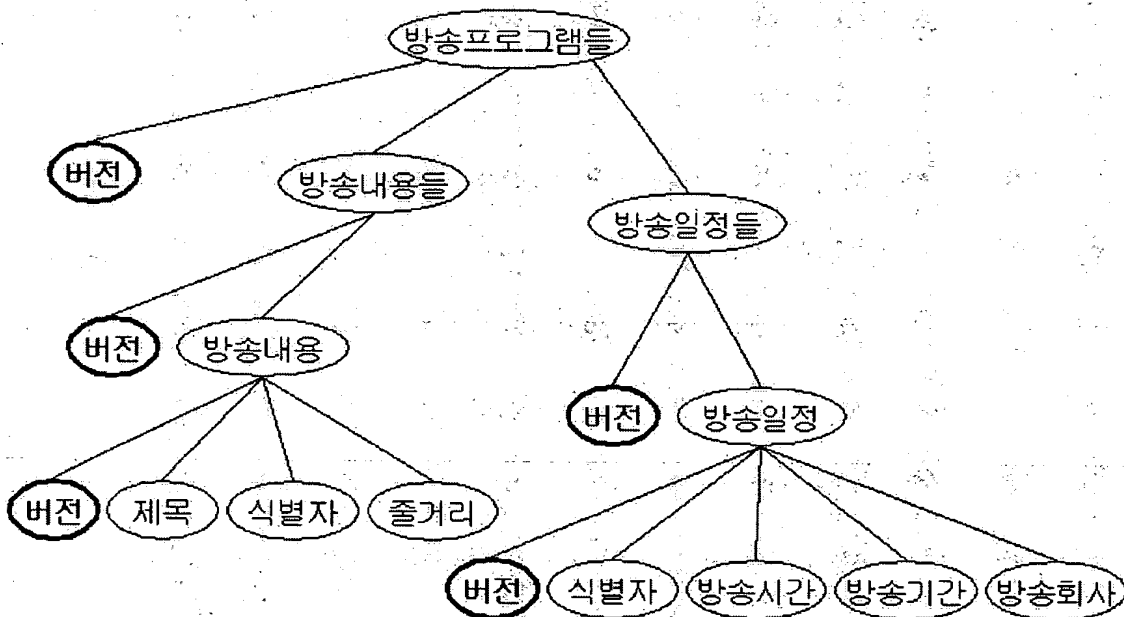 방송프로그램들
버전
방송내용들
방송일정들
버전
방송내용
버전
방송일정
버전
제목
식별자
줄거리
버전
식별자
방송시간
방송기간
방송회사